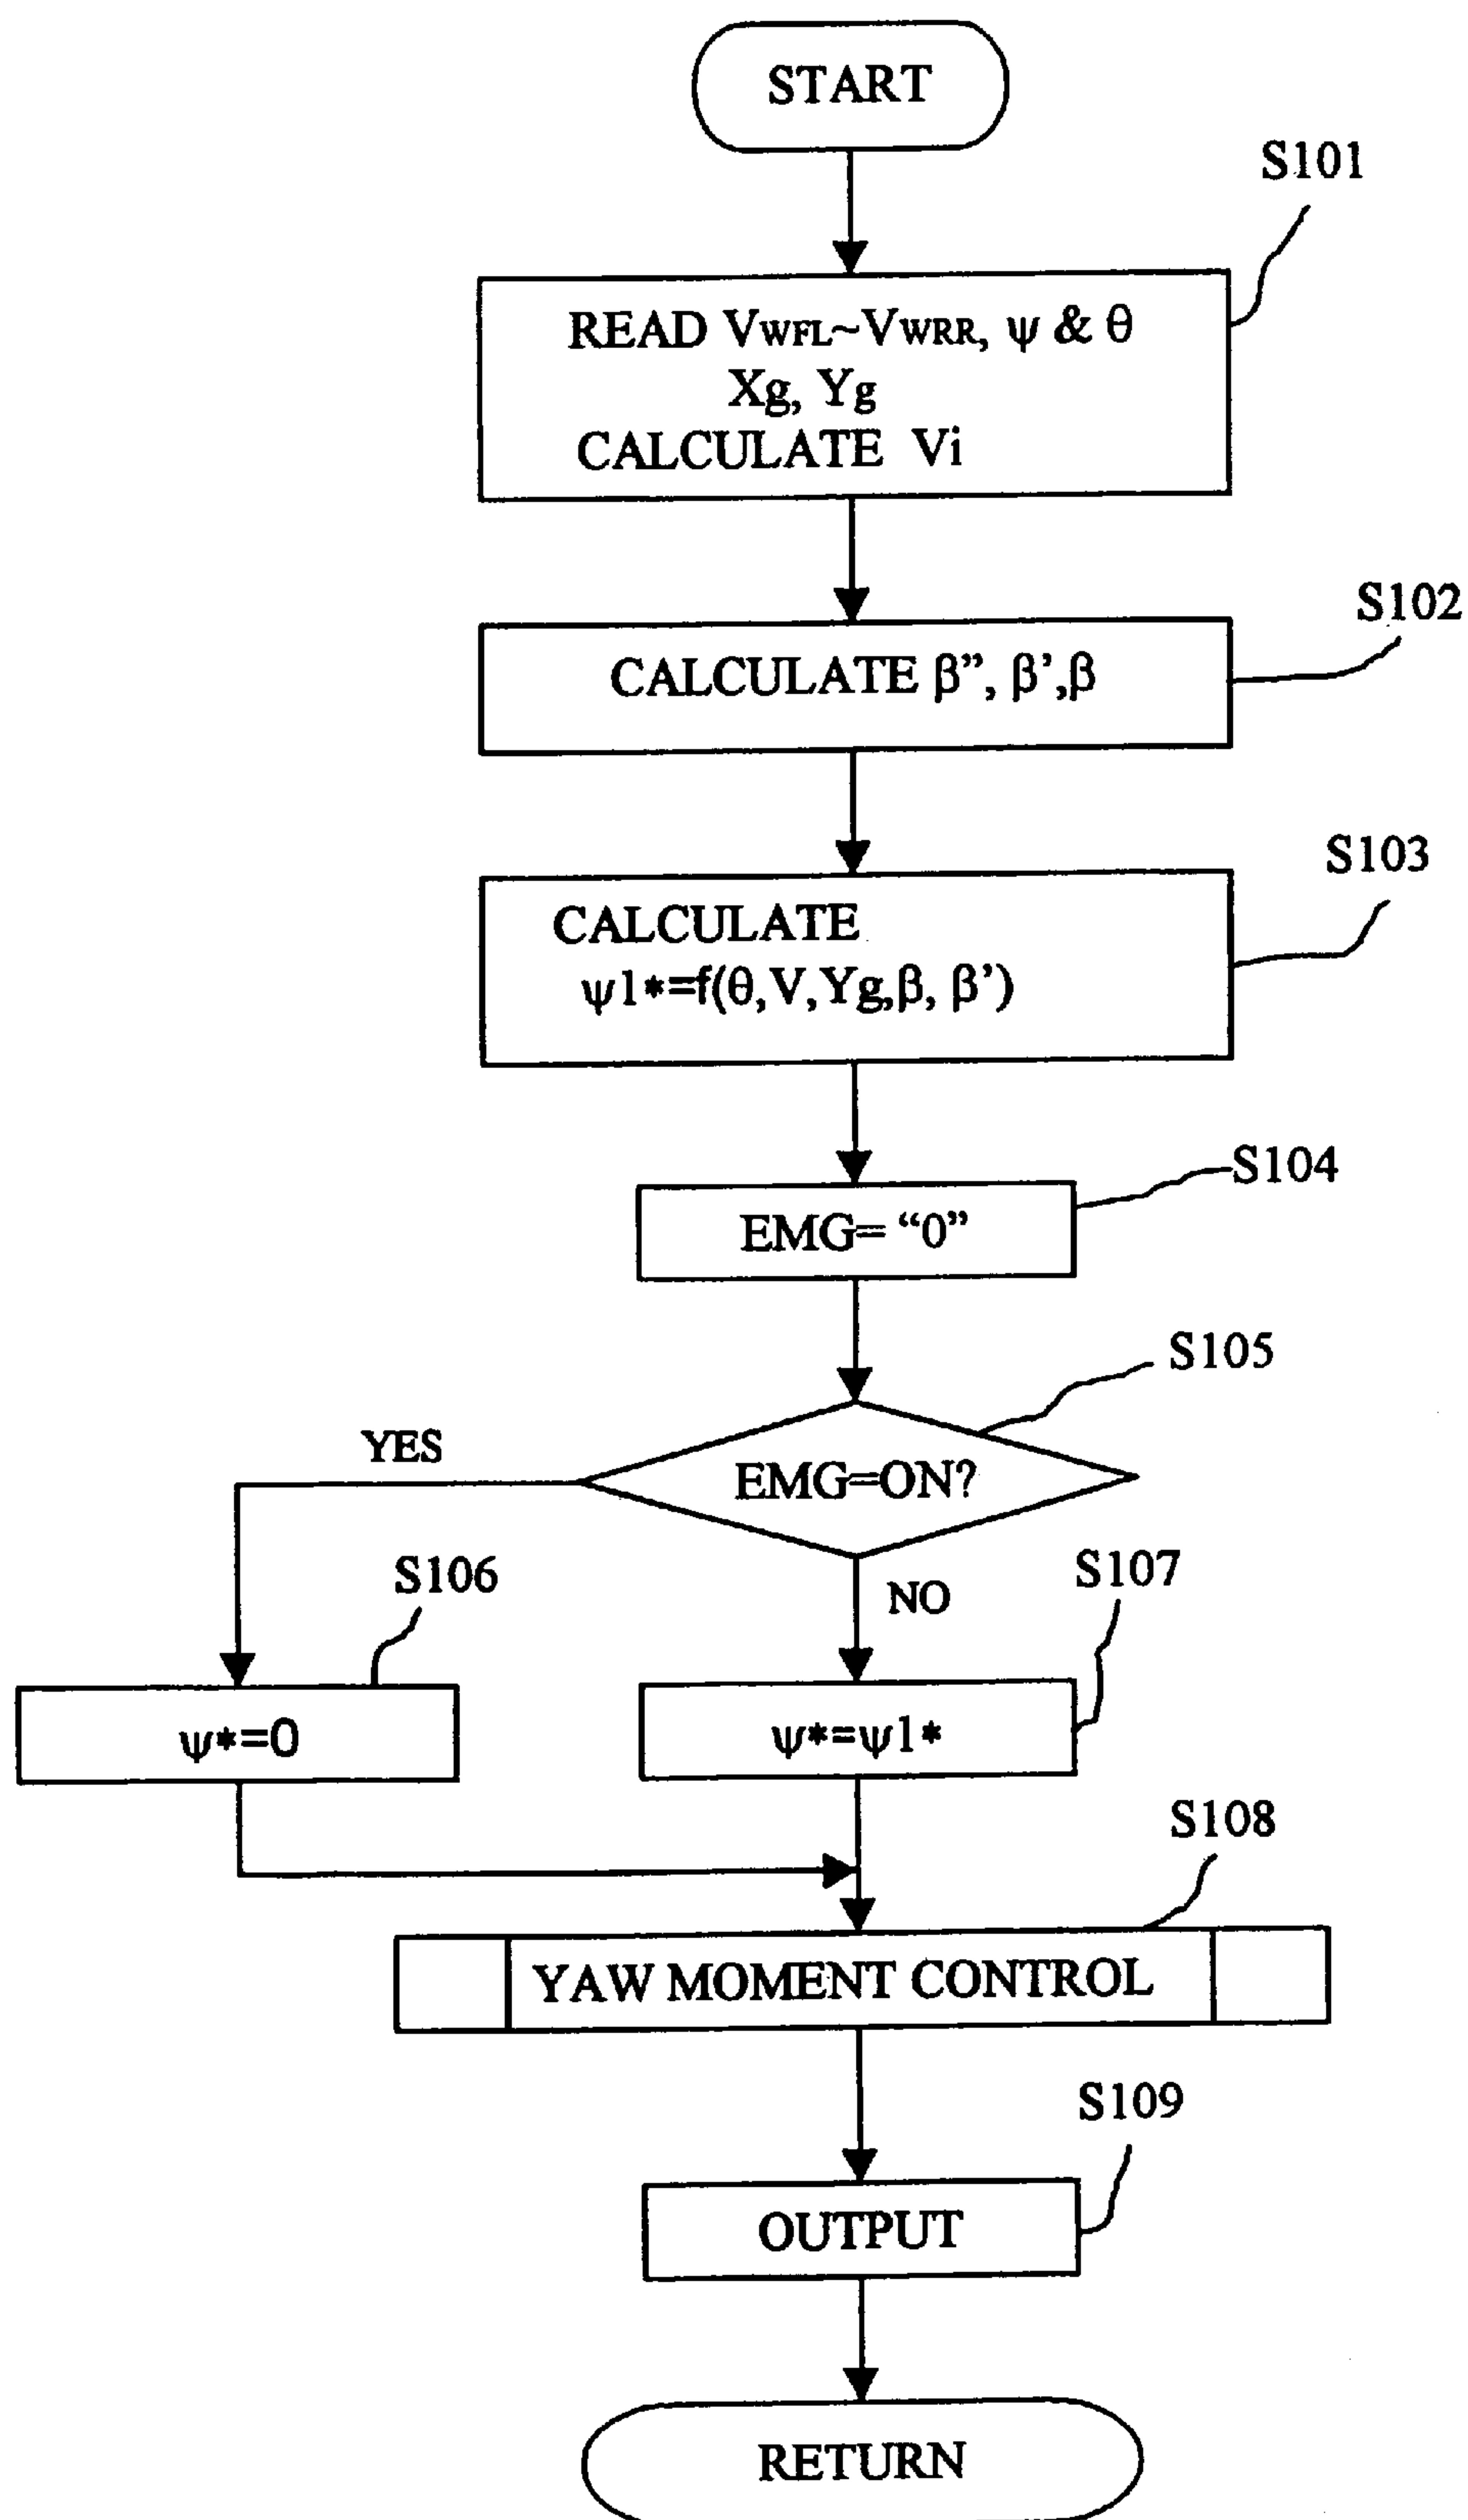 START
S101
READ VWFL~VWRR, ψ & θ
Xg, Yg
CALCULATE Vi
S102
CALCULATE β”, β’,β
S103
CALCULATE
ψ1*=f(θ,V,Yg,β, β’)
S104
EMG= “0”
S105
EMG=ON?
YES
NO
S106
S107
ψ*=0
ψ*=ψ1*
S108
YAW MOMENT CONTROL
S109
OUTPUT
RETURN